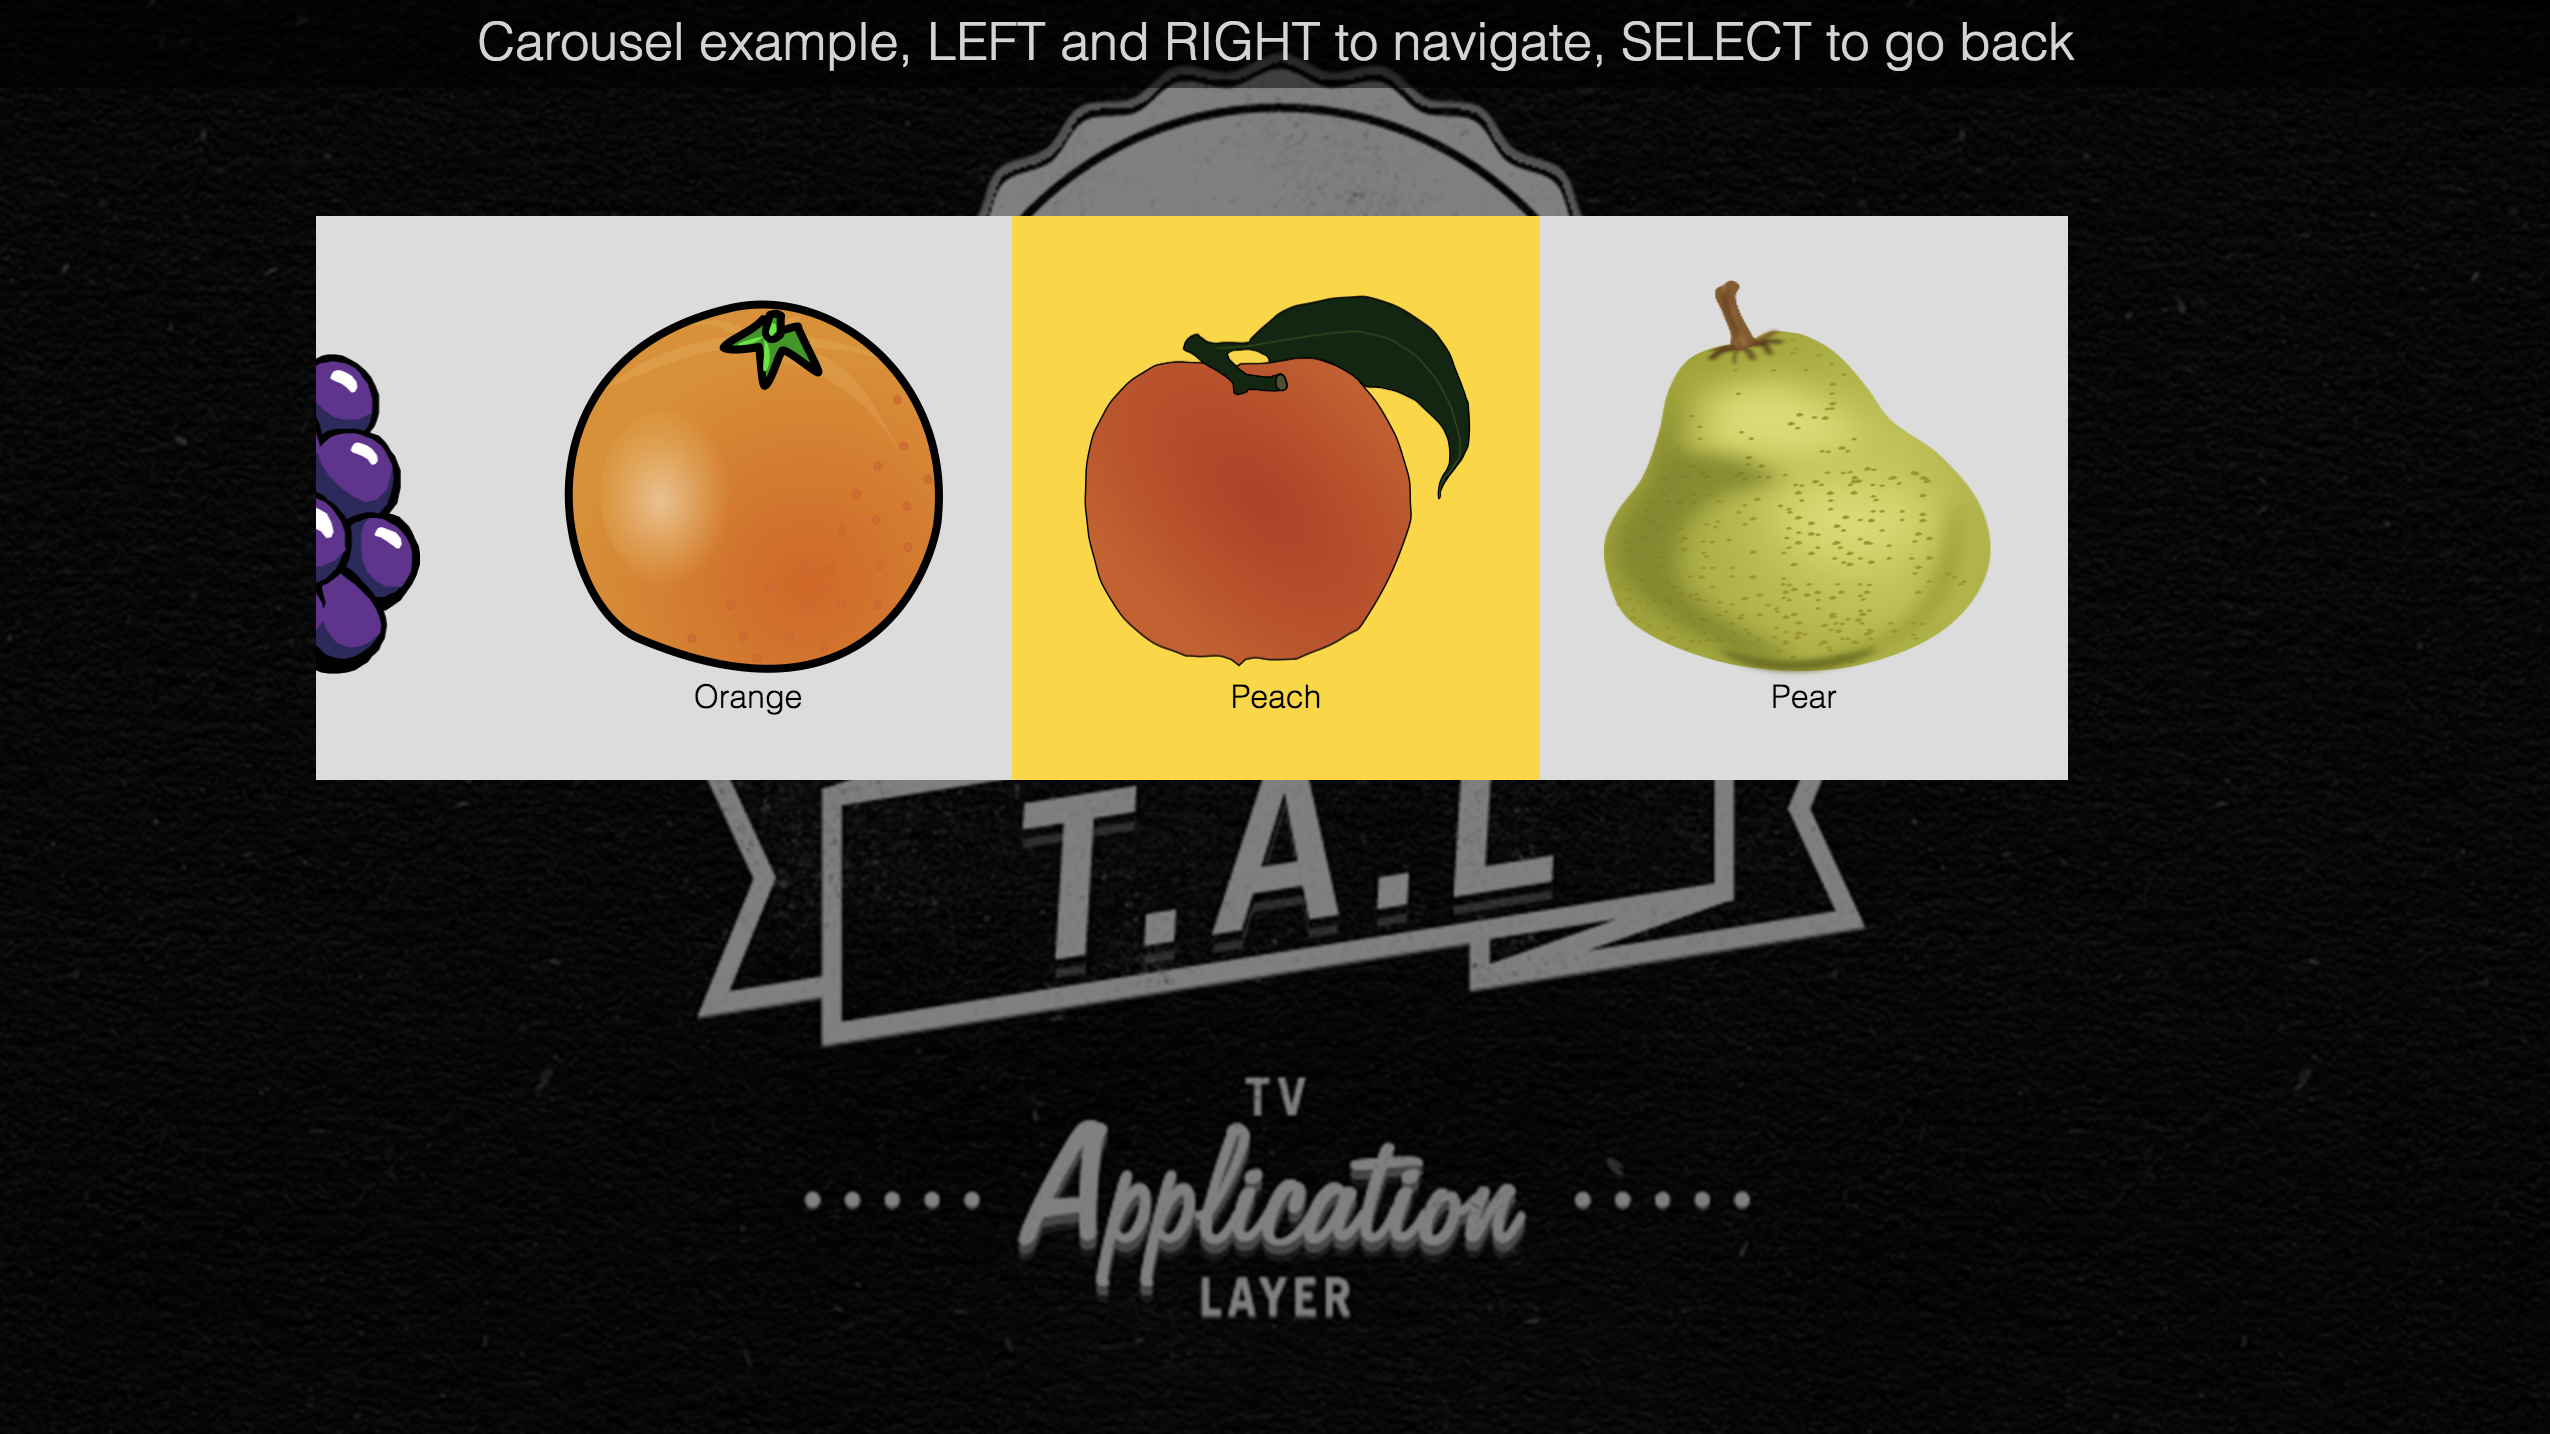 Carousel example, LEFT and RIGHT to navigate, SELECT to go back
Orange
Peach
Pear
T.A.L
TV
Application
LAYER